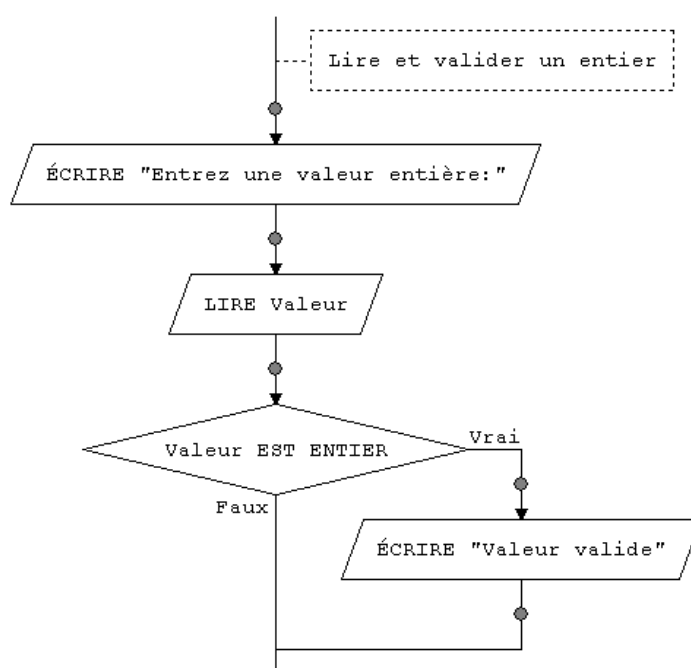 Lire et valider un entier
ÉCRIRE "Entrez une valeur entière:"
LIRE Valeur
Valeur EST ENTIER
Vrai
Faux
ÉCRIRE "Valeur valide"